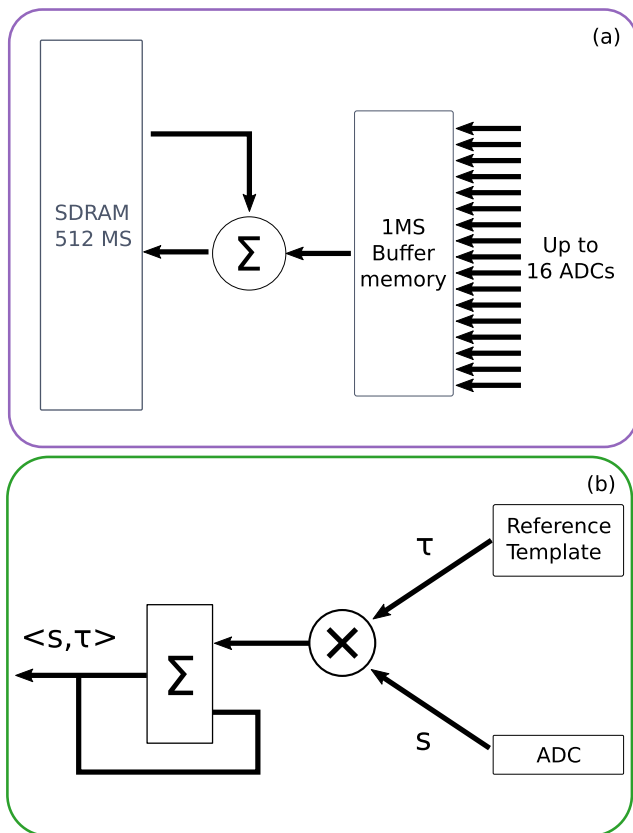 (a)
SDRAM
512 MS
Σ
1MS
Buffer
memory
Up to
16 ADCs
(b)
Reference
Template
τ
<s,τ>
Σ
×
s
ADC